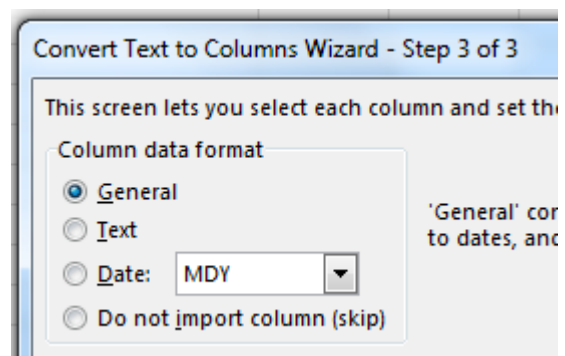 Convert Text to Columns Wizard - Step 3 of 3
This screen lets you select each column and set the
Column data format
General
Text
Date: MDY
Do not import column (skip)
'General'
to dates, and